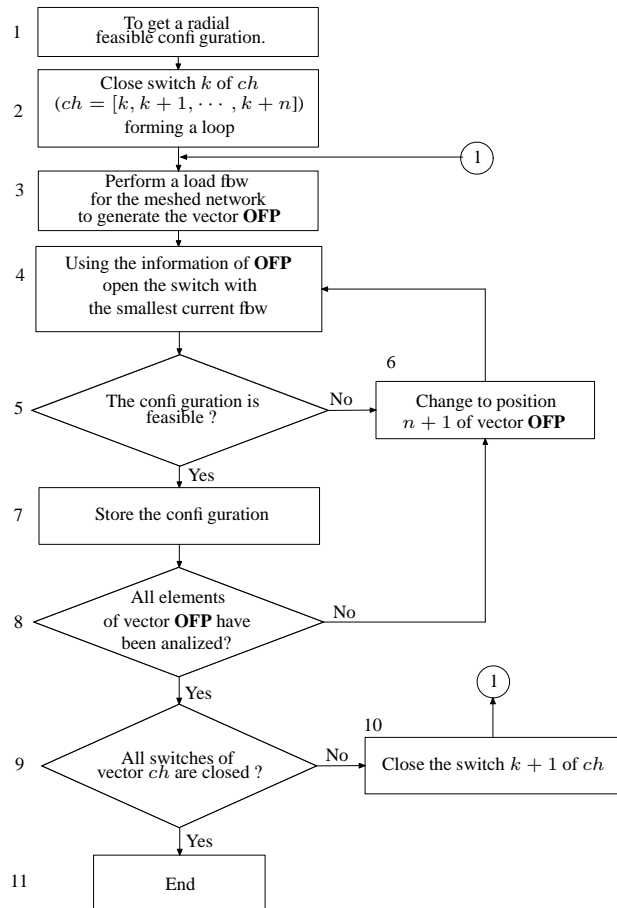 1
To get a radial
feasible confi guration.
2
Close switch k of ch
(ch = [k, k + 1, · · · , k + n])
forming a loop
1
3
Perform a load fbw
for the meshed network
to generate the vector OFP
4
Using the information of OFP
open the switch with
the smallest current fbw
5
The confi guration is
feasible ?
No
6
Change to position
n + 1 of vector OFP
Yes
7
Store the confi guration
8
All elements
of vector OFP have
been analized?
No
Yes
1
9
All switches of
vector ch are closed ?
No
10
Close the switch k + 1 of ch
Yes
11
End